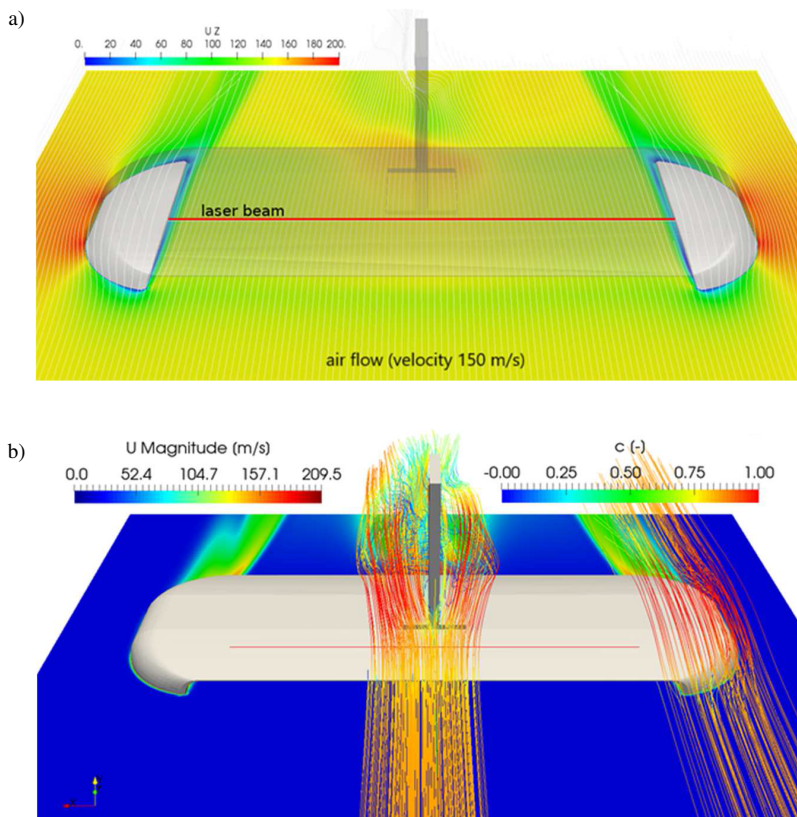 a)
U Z
0. 20 40 60 80 100 120 140 160 180 200.
laser beam
air flow (velocity 150 m/s)
b)
U Magnitude (m/s)
0.0 52.4 104.7 157.1 209.5
c (-)
-0.00 0.25 0.50 0.75 1.00